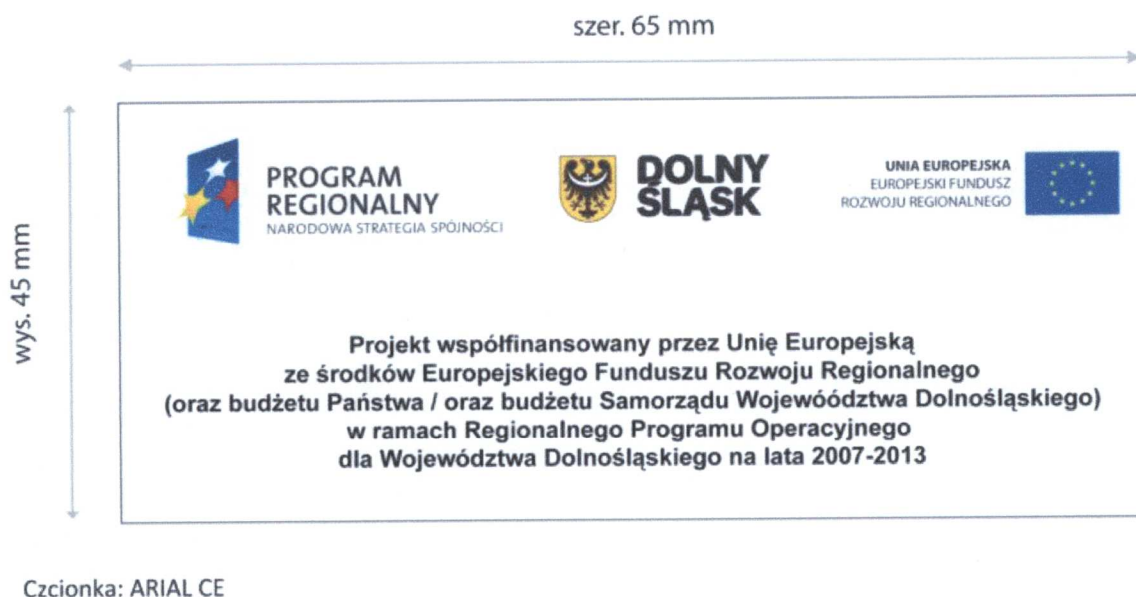 szer. 65 mm
wys. 45 mm
PROGRAM
REGIONALNY
NARODOWA STRATEGIA SPÓJNOŚCI
DOLNY
ŚLĄSK
UNIA EUROPEJSKA
EUROPEJSKI FUNDUSZ
ROZWOJU REGIONALNEGO
Projekt współfinansowany przez Unię Europejską
ze środków Europejskiego Funduszu Rozwoju Regionalnego
(oraz budżetu Państwa / oraz budżetu Samorządu Wojewóództwa Dolnośląskiego)
w ramach Regionalnego Programu Operacyjnego
dla Województwa Dolnośląskiego na lata 2007-2013
Czcionka: ARIAL CE